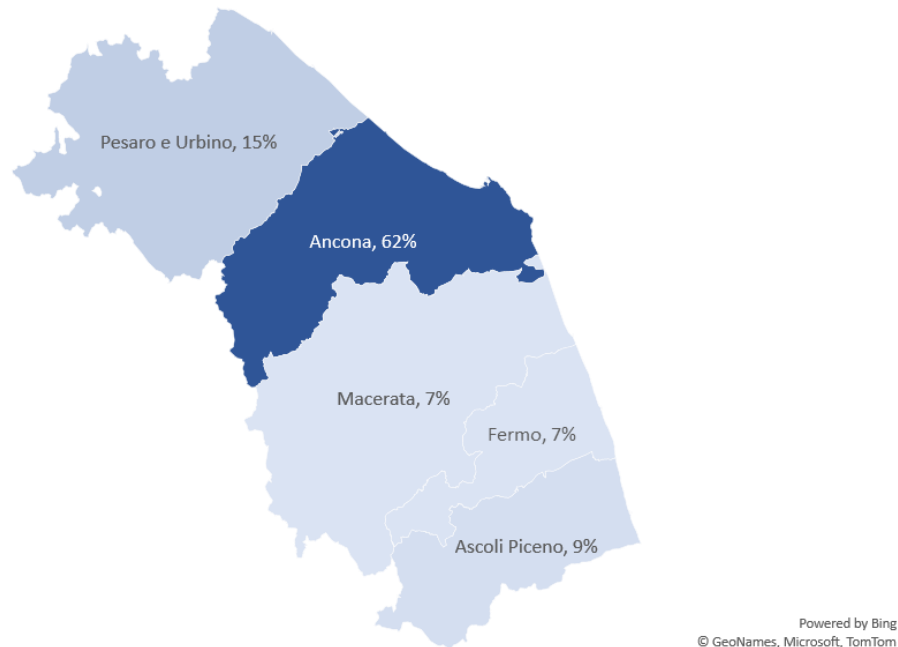 Pesaro e Urbino, 15%
Ancona, 62%
Macerata, 7%
Fermo, 7%
Ascoli Piceno, 9%
Powered by Bing
© GeoNames, Microsoft, TomTom